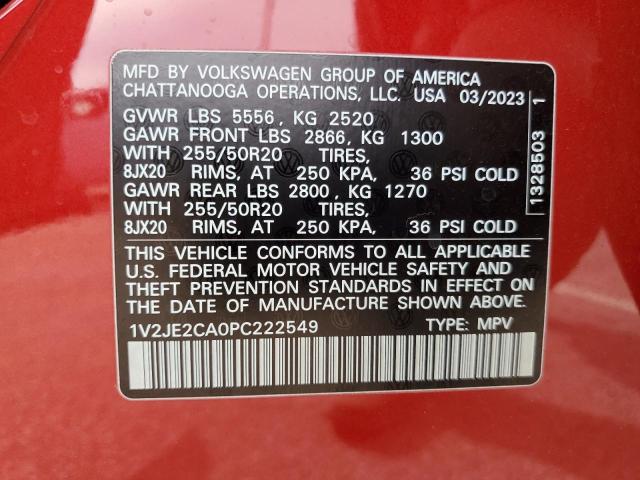 MFD BY VOLKSWAGEN GROUP OF AMERICA
CHATTANOOGA OPERATIONS, LLC. USA 03/2023
GVWR LBS 5556, KG 2520
GAWR FRONT LBS 2866, KG 1300
WITH 255/50R20 TIRES,
8JX20 RIMS, AT 250 KPA, 36 PSI COLD
GAWR REAR LBS 2800, KG 1270
WITH 255/50R20 TIRES,
8JX20 RIMS, AT 250 KPA, 36 PSI COLD
THIS VEHICLE CONFORMS TO ALL APPLICABLE
U.S. FEDERAL MOTOR VEHICLE SAFETY AND
THEFT PREVENTION STANDARDS IN EFFECT ON
THE DATE OF MANUFACTURE SHOWN ABOVE.
1V2JE2CA0PC222549 TYPE: MPV
1328503 1